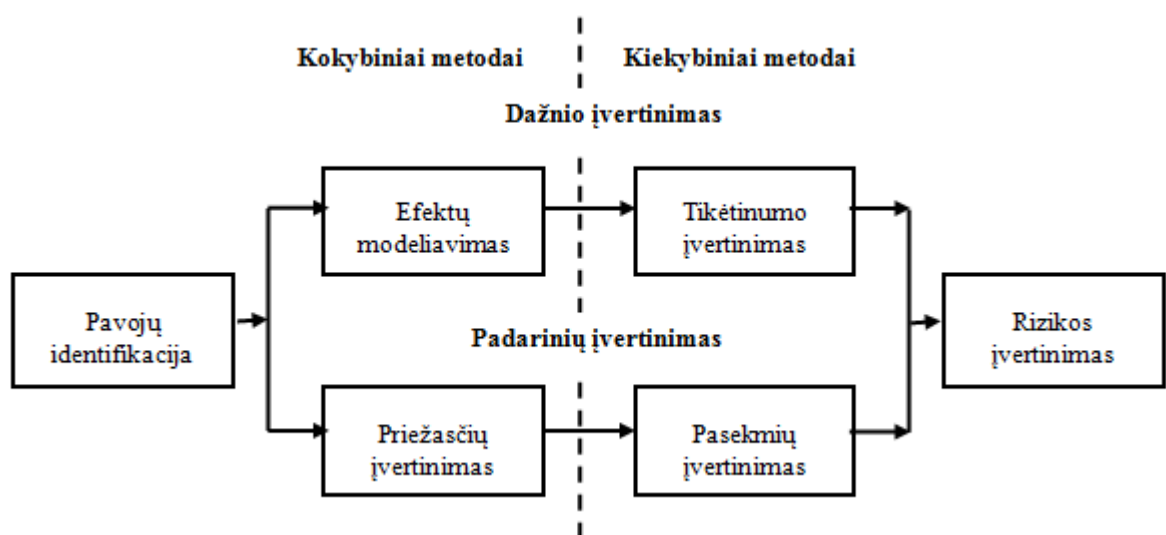 Kokybiniai metodai
Kiekybiniai metodai
Dažnio įvertinimas
Efektų
modeliavimas
Tikėtinumo
įvertinimas
Pavojų
identifikacija
Rizikos
įvertinimas
Padarinių įvertinimas
Priežasčių
įvertinimas
Pasekmių
įvertinimas